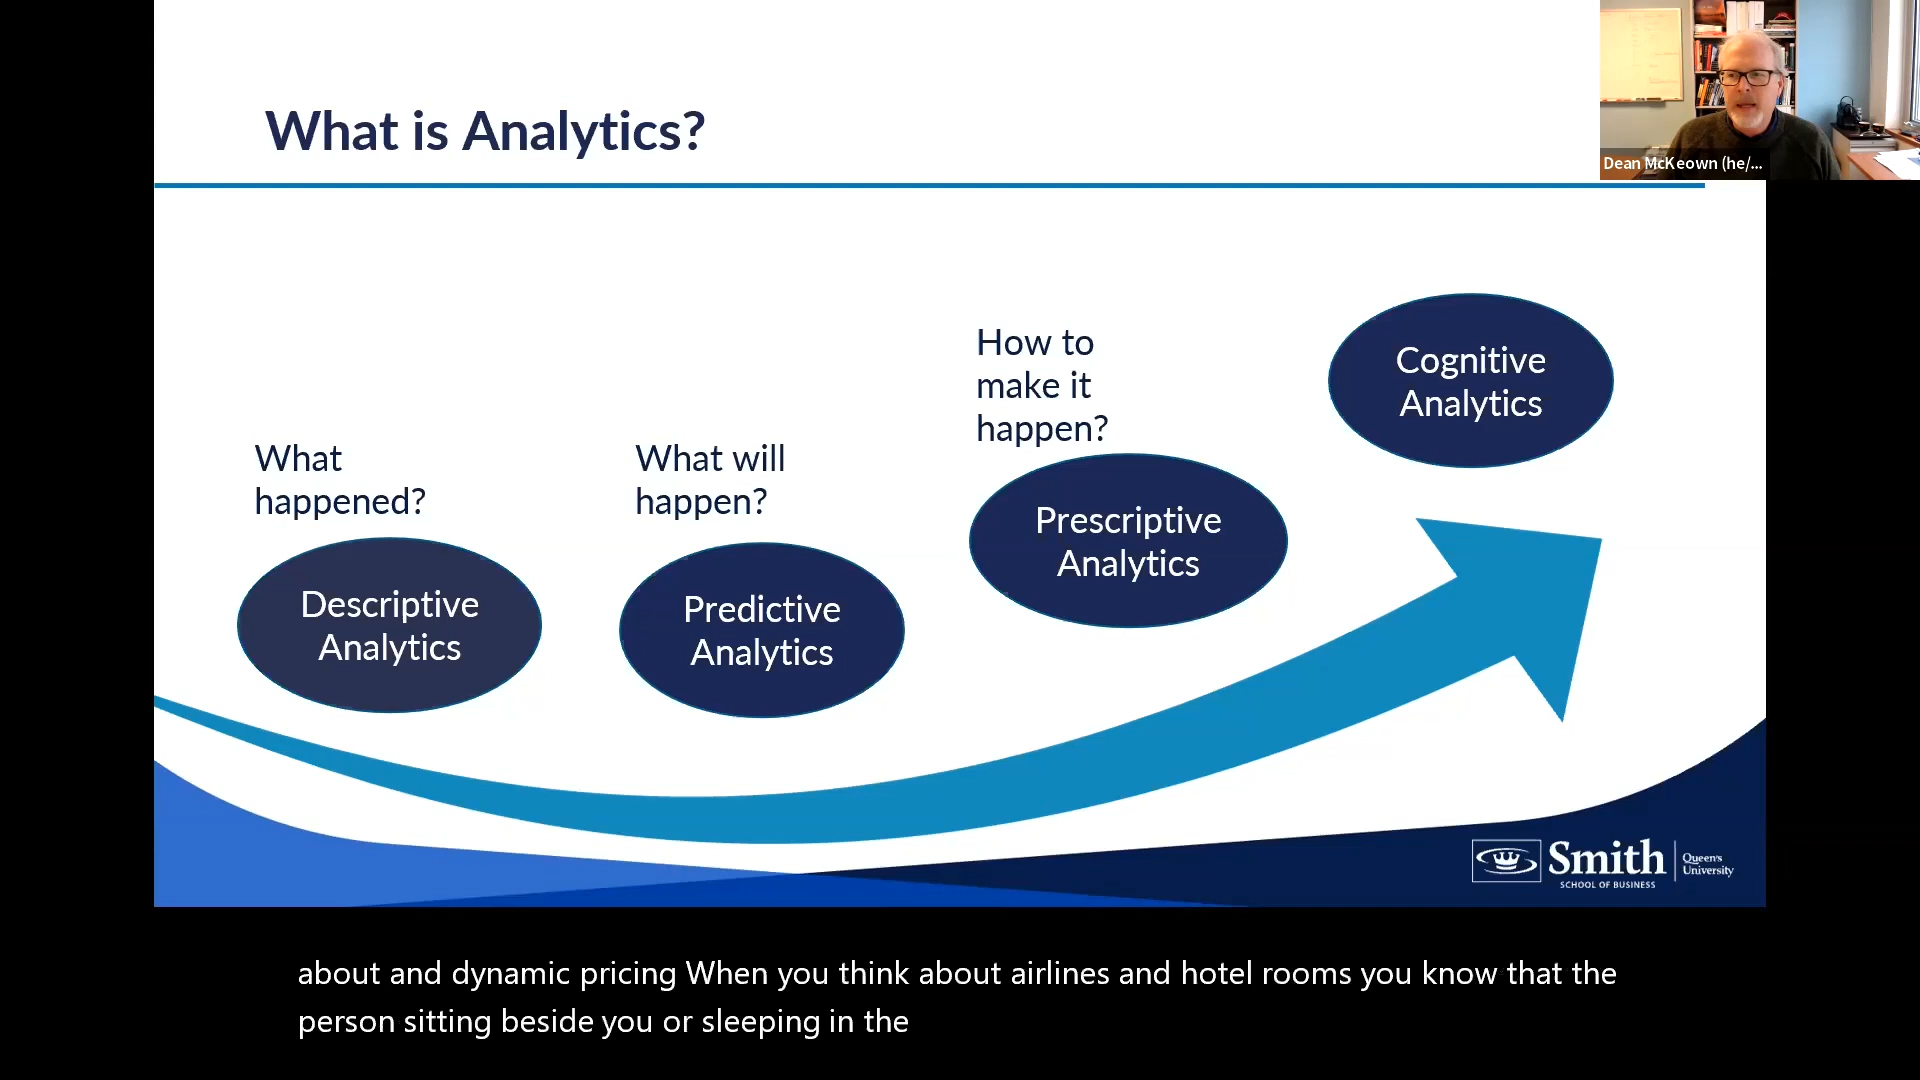 What is Analytics?
Dean McKeown (he/...
How to
make it
happen?
Cognitive
Analytics
What
happened?
What will
happen?
Prescriptive
Analytics
Descriptive
Analytics
Predictive
Analytics
Smith
SCHOOL OF BUSINESS
Queen's
University
about and dynamic pricing When you think about airlines and hotel rooms you know that the
person sitting beside you or sleeping in the